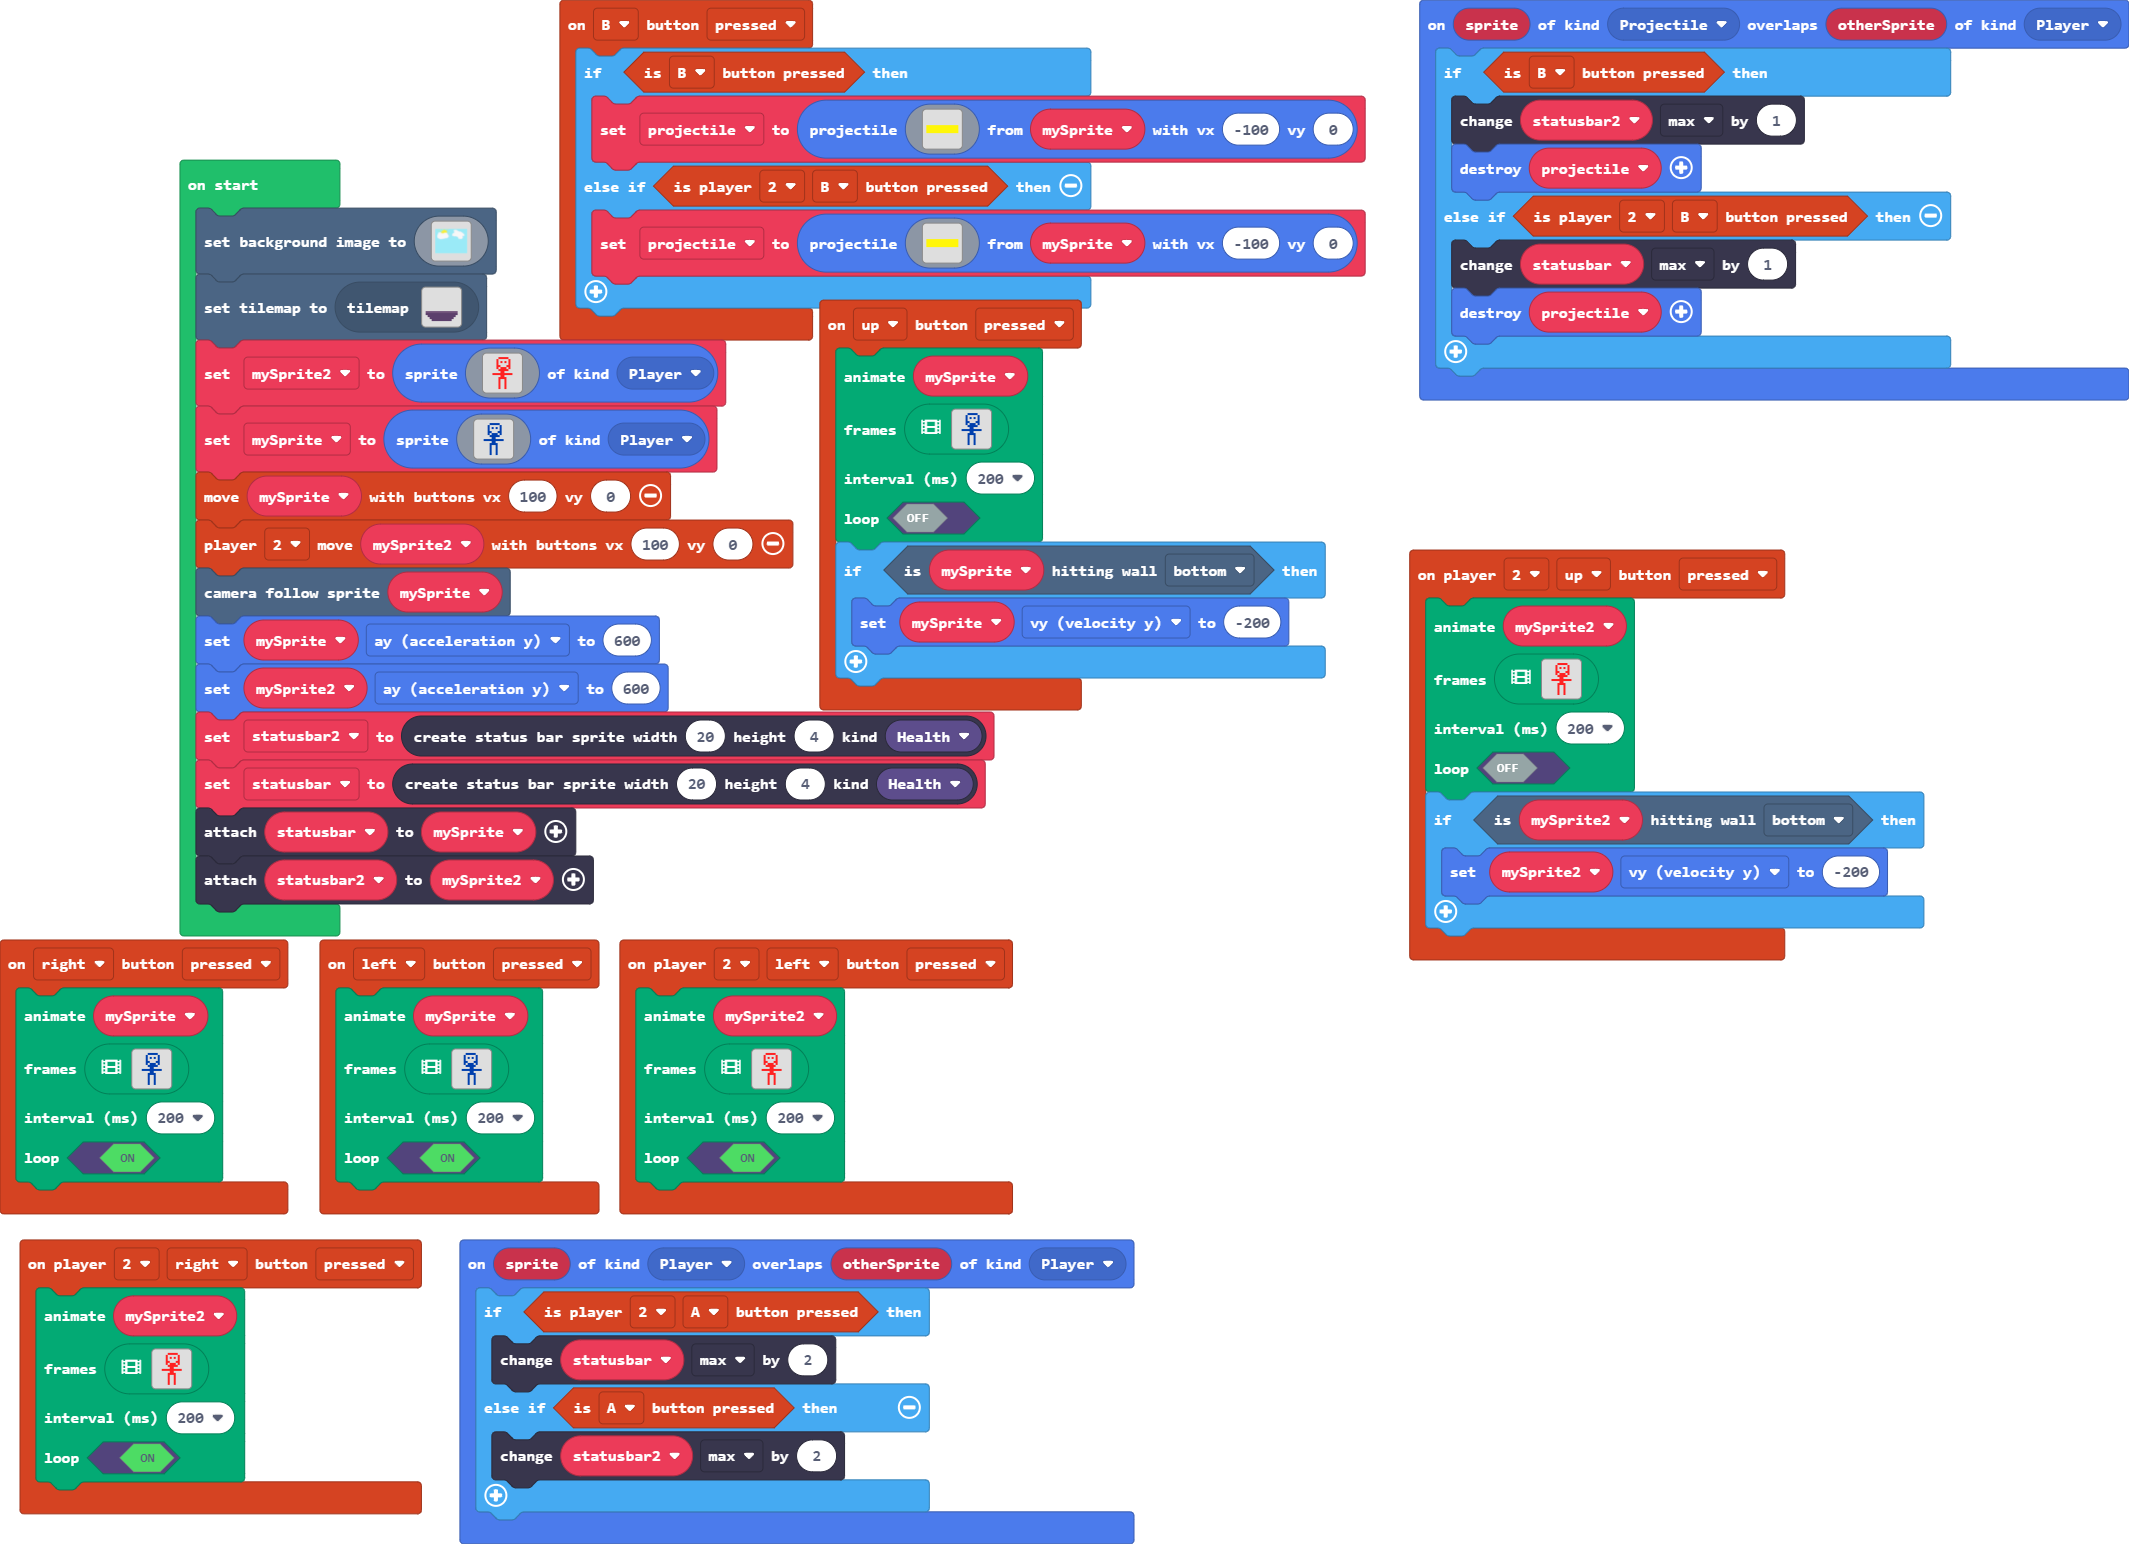 on B button pressed
if is B button pressed then
set projectile to projectile from mySprite with vx -100 vy 0
else if is player 2 B button pressed then
set projectile to projectile from mySprite with vx -100 vy 0
on sprite of kind Projectile overlaps otherSprite of kind Player
if is B button pressed then
change statusbar2 max by 1
destroy projectile
else if is player 2 B button pressed then
change statusbar max by 1
destroy projectile
on start
set background image to
set tilemap to tilemap
set mySprite2 to sprite of kind Player
set mySprite to sprite of kind Player
move mySprite with buttons vx 100 vy 0
player 2 move mySprite2 with buttons vx 100 vy 0
camera follow sprite mySprite
set mySprite ay (acceleration y) to 600
set mySprite2 ay (acceleration y) to 600
set statusbar2 to create status bar sprite width 20 height 4 kind Health
set statusbar to create status bar sprite width 20 height 4 kind Health
attach statusbar to mySprite
attach statusbar2 to mySprite2
on up button pressed
animate mySprite
frames
interval (ms) 200
loop OFF
if is mySprite hitting wall bottom then
set mySprite vy (velocity y) to -200
on player 2 up button pressed
animate mySprite2
frames
interval (ms) 200
loop OFF
if is mySprite2 hitting wall bottom then
set mySprite2 vy (velocity y) to -200
on right button pressed
animate mySprite
frames
interval (ms) 200
loop ON
on left button pressed
animate mySprite
frames
interval (ms) 200
loop ON
on player 2 left button pressed
animate mySprite2
frames
interval (ms) 200
loop ON
on player 2 right button pressed
animate mySprite2
frames
interval (ms) 200
loop ON
on sprite of kind Player overlaps otherSprite of kind Player
if is player 2 A button pressed then
change statusbar max by 2
else if is A button pressed then
change statusbar2 max by 2